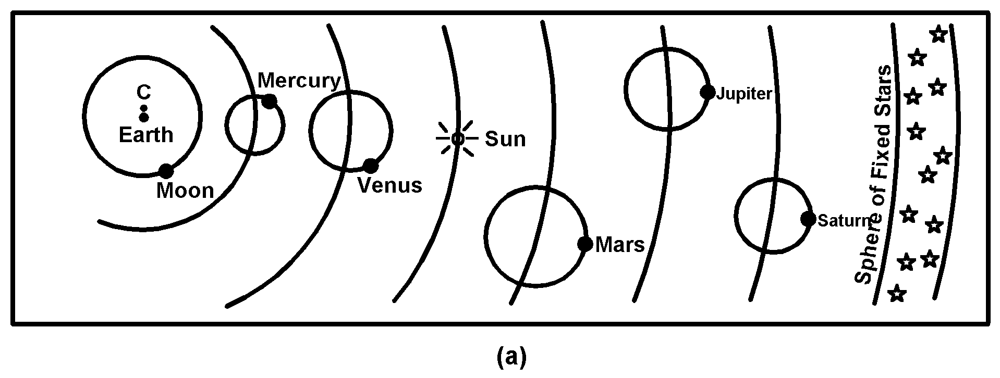 C
Earth
Moon
Mercury
Venus
Sun
Mars
Jupiter
Saturn
Sphere of Fixed Stars
(a)